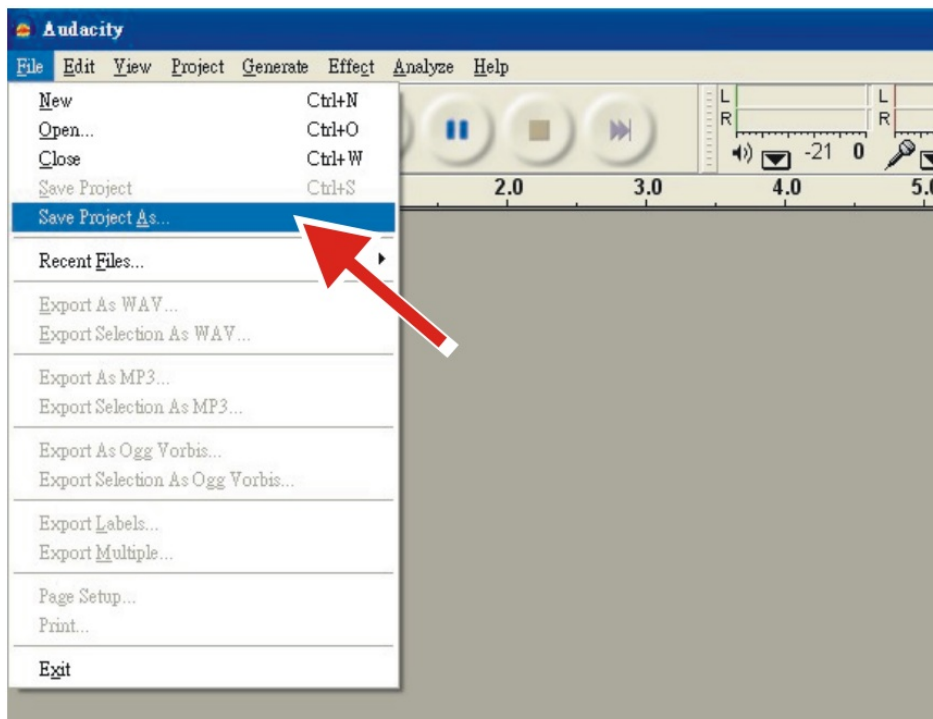 Audacity
File Edit View Project Generate Effect Analyze Help
New Ctrl+N
Open... Ctrl+O
Close Ctrl+W
Save Project Ctrl+S
Save Project As...
Recent Files...
Export As WAV...
Export Selection As WAV...
Export As MP3...
Export Selection As MP3...
Export As Ogg Vorbis...
Export Selection As Ogg Vorbis...
Export Labels...
Export Multiple...
Page Setup...
Print...
Exit
L L
R R
-21 0
2.0 3.0 4.0 5.0